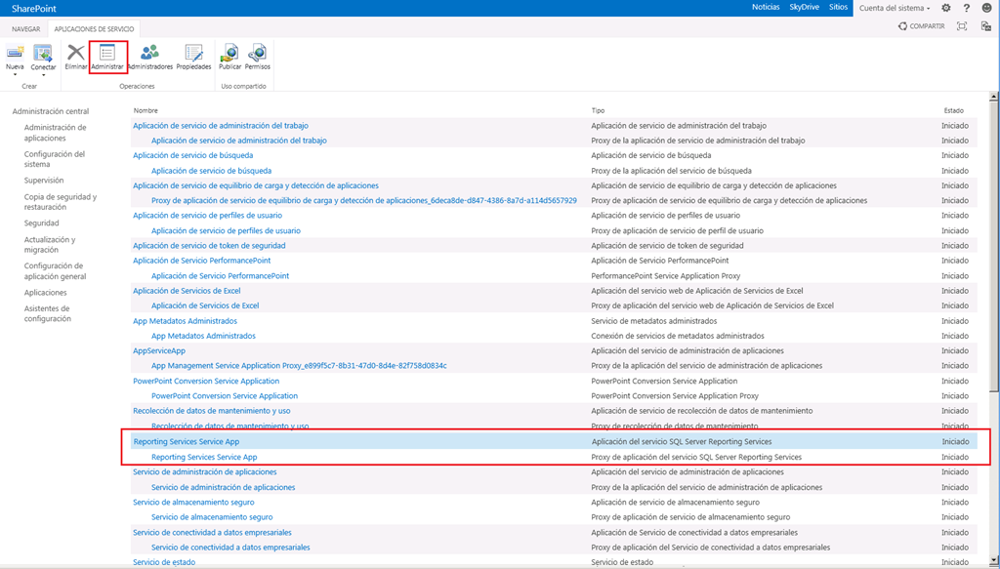 SharePoint
Noticias SkyDrive Sitios Cuenta del sistema ?
NAVEGAR APLICACIONES DE SERVICIO COMPARTIR
Nueva Conectar Eliminar Administrar Administradores Propiedades Publicar Permisos
Crear Operaciones Uso compartido
Administración central
Administración de
aplicaciones
Configuración del
sistema
Supervisión
Copia de seguridad y
restauración
Seguridad
Actualización y
migración
Configuración de
aplicación general
Aplicaciones
Asistentes de
configuración
Nombre Tipo Estado
Aplicación de servicio de administración del trabajo Aplicación de servicio de administración del trabajo Iniciado
Aplicación de servicio de administración del trabajo Proxy de la aplicación de servicio de administración del trabajo Iniciado
Aplicación de servicio de búsqueda Aplicación de servicio de búsqueda Iniciado
Aplicación de servicio de búsqueda Proxy de la aplicación del servicio de búsqueda Iniciado
Aplicación de servicio de equilibrio de carga y detección de aplicaciones Aplicación de servicio de equilibrio de carga y detección de aplicaciones Iniciado
Proxy de aplicación de servicio de equilibrio de carga y detección de aplicaciones_6deca8de-d847-4386-8a7d-a114d5657929 Proxy de aplicación de servicio de equilibrio de carga y detección de aplicaciones Iniciado
Aplicación de servicio de perfiles de usuario Aplicación de servicio de perfiles de usuario Iniciado
Aplicación de servicio de perfiles de usuario Proxy de aplicación de servicio de perfil de usuario Iniciado
Aplicación de servicio de token de seguridad Aplicación de servicio de token de seguridad Iniciado
Aplicación de Servicio PerformancePoint Aplicación de Servicio PerformancePoint Iniciado
Aplicación de Servicio PerformancePoint PerformancePoint Service Application Proxy Iniciado
Aplicación de Servicios de Excel Aplicación del servicio web de Aplicación de Servicios de Excel Iniciado
Aplicación de Servicios de Excel Proxy de aplicación del servicio web de Aplicación de Servicios de Excel Iniciado
App Metadatos Administrados Servicio de metadatos administrados Iniciado
App Metadatos Administrados Conexión de servicios de metadatos administrados Iniciado
AppServiceApp Aplicación del servicio de administración de aplicaciones Iniciado
App Management Service Application Proxy_e899f5c7-8b31-47d0-8d4e-82f758d0834c Proxy de la aplicación del servicio de administración de aplicaciones Iniciado
PowerPoint Conversion Service Application PowerPoint Conversion Service Application Iniciado
PowerPoint Conversion Service Application PowerPoint Conversion Service Application Proxy Iniciado
Recolección de datos de mantenimiento y uso Aplicación del servicio de recolección de datos de mantenimiento Iniciado
Recolección de datos de mantenimiento y uso Proxy de recolección de datos de mantenimiento Iniciado
Reporting Services Service App Aplicación del servicio SQL Server Reporting Services Iniciado
Reporting Services Service App Proxy de aplicación del servicio SQL Server Reporting Services Iniciado
Servicio de administración de aplicaciones Aplicación del servicio de administración de aplicaciones Iniciado
Servicio de administración de aplicaciones Proxy de la aplicación del servicio de administración de aplicaciones Iniciado
Servicio de almacenamiento seguro Aplicación de servicio de almacenamiento seguro Iniciado
Servicio de almacenamiento seguro Proxy de aplicación de servicio de almacenamiento seguro Iniciado
Servicio de conectividad a datos empresariales Aplicación de Servicio de conectividad a datos empresariales Iniciado
Servicio de conectividad a datos empresariales Proxy de aplicación de Servicio de conectividad a datos empresariales Iniciado
Servicio de estado Servicio de estado Iniciado